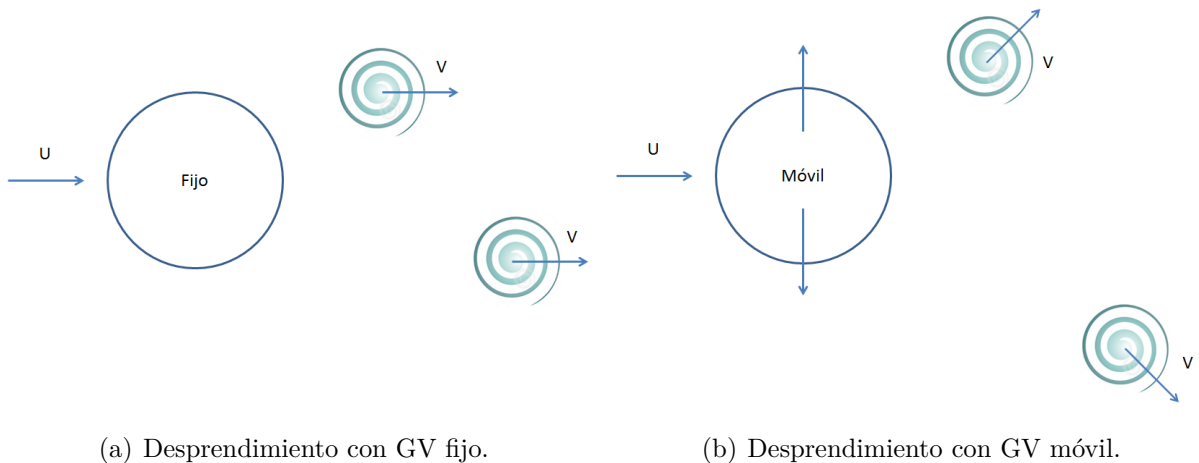 V
U
Fijo
V
(a) Desprendimiento con GV fijo.
V
U
Móvil
V
(b) Desprendimiento con GV móvil.